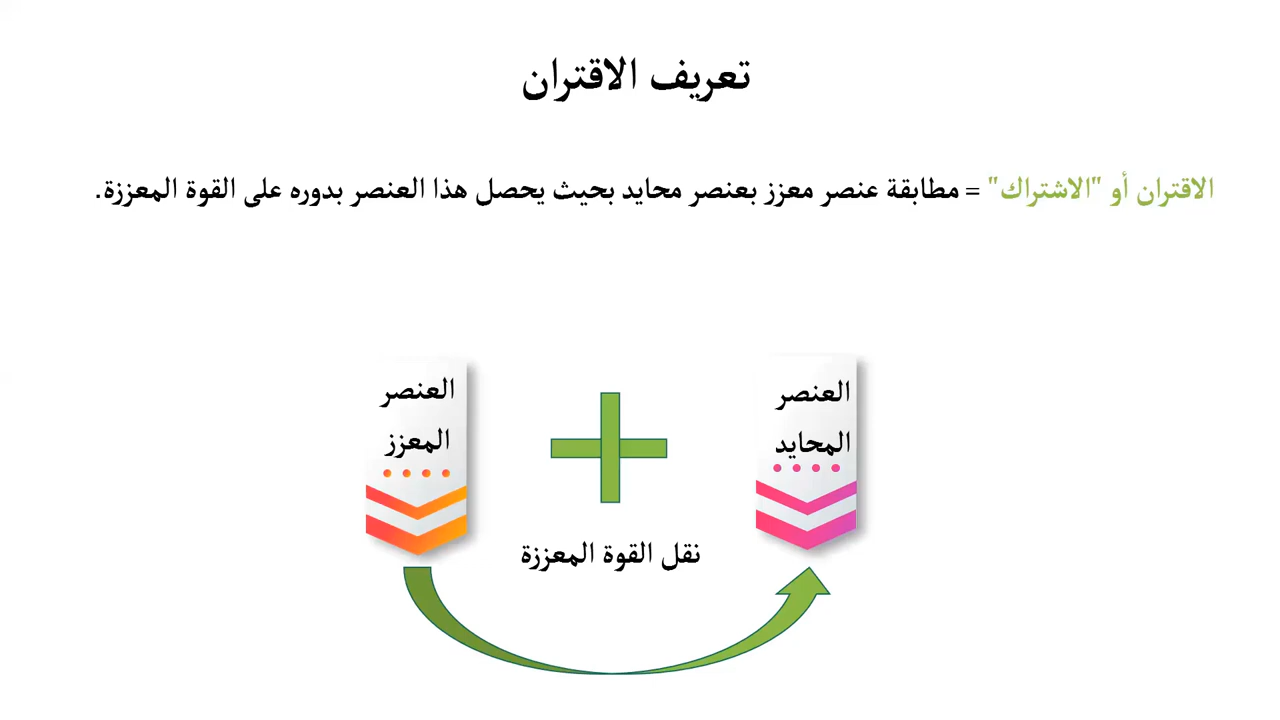 تعريف الاقتران
الاقتران أو "الاشتراك" = مطابقة عنصر معزز بعنصر محايد بحيث يحصل هذا العنصر بدوره على القوة المعززة.
العنصر
المحايد
العنصر
المعزز
نقل القوة المعززة